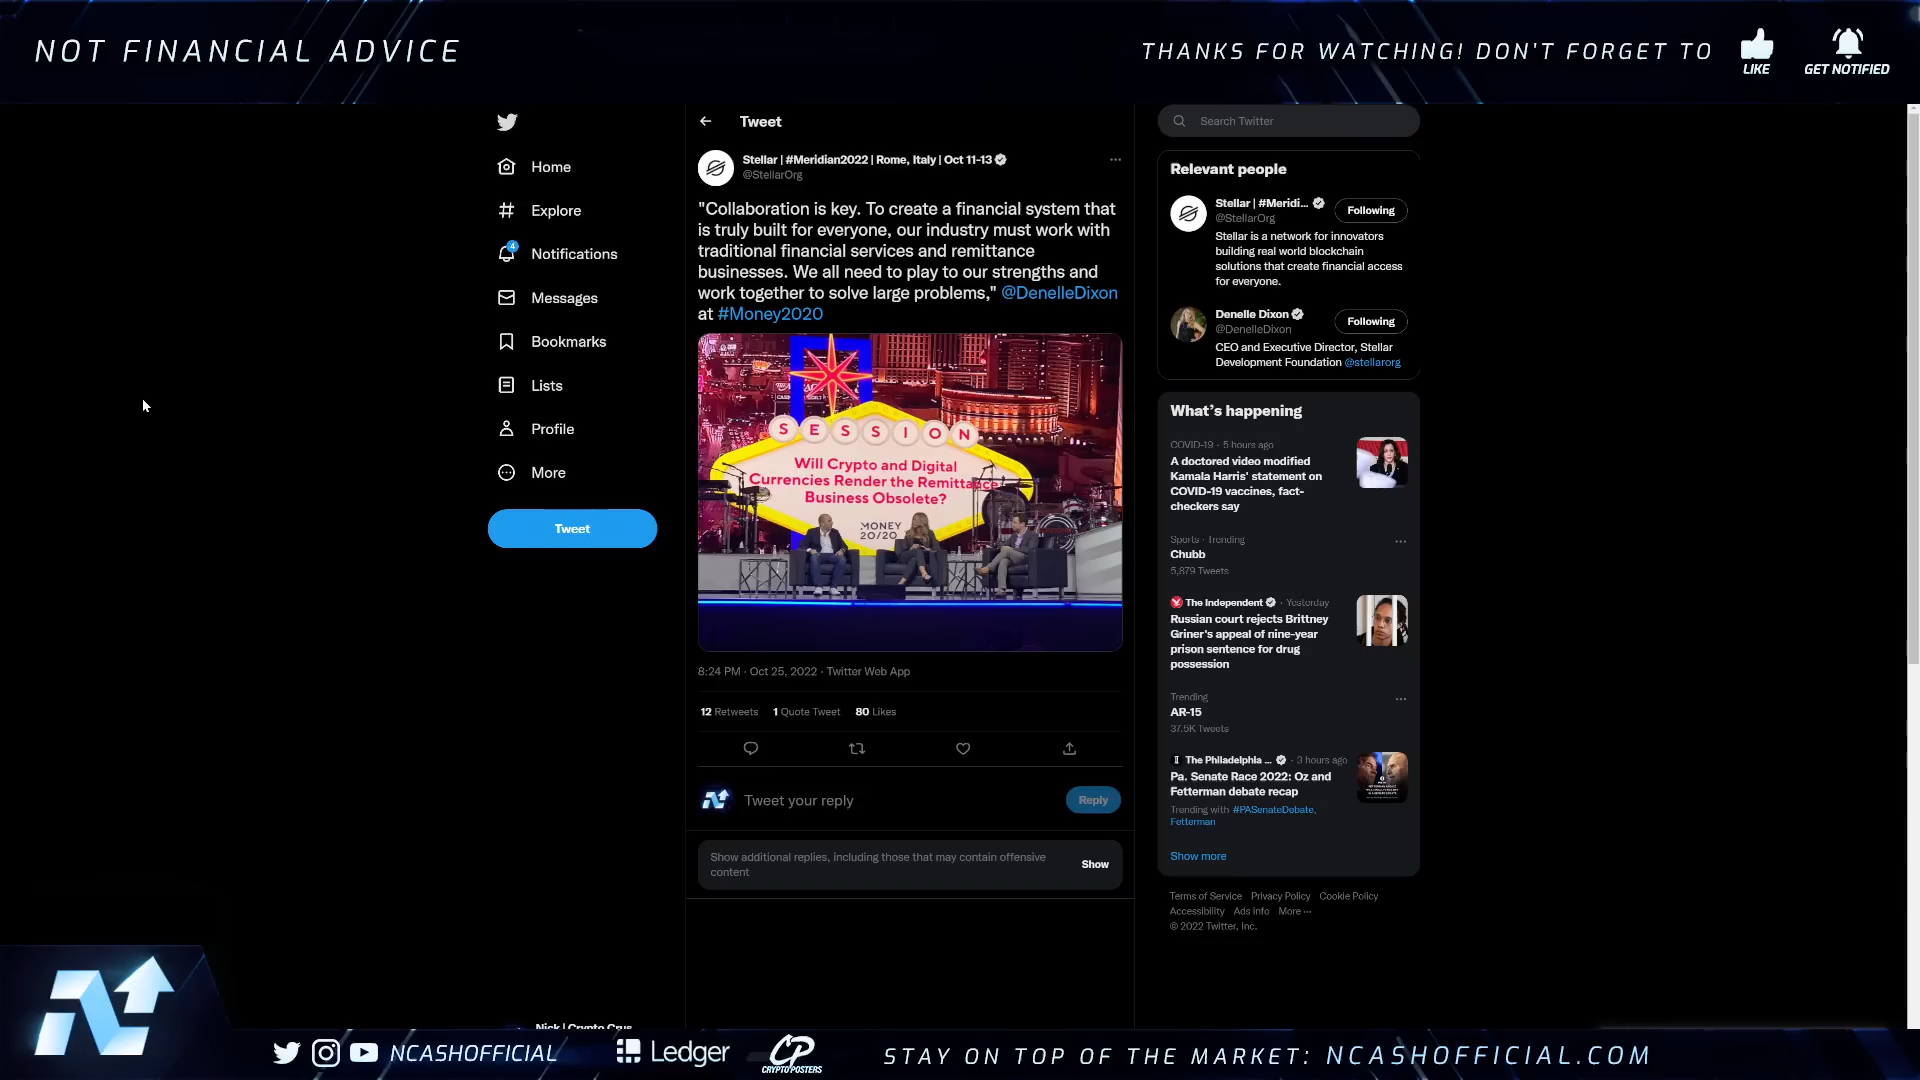 NOT FINANCIAL ADVICE
THANKS FOR WATCHING! DON'T FORGET TO
LIKE
GET NOTIFIED
Home
Explore
4
Notifications
Messages
Bookmarks
Lists
Profile
More
Tweet
Tweet
Stellar | #Meridian2022 | Rome, Italy | Oct 11-13
@StellarOrg
"Collaboration is key. To create a financial system that
is truly built for everyone, our industry must work with
traditional financial services and remittance
businesses. We all need to play to our strengths and
work together to solve large problems," @DenelleDixon
at #Money2020
SESSION
Will Crypto and Digital
Currencies Render the Remittance
Business Obsolete?
MONEY
20/20
8:24 PM · Oct 25, 2022 · Twitter Web App
12 Retweets 1 Quote Tweet 80 Likes
Tweet your reply
Reply
Show additional replies, including those that may contain offensive
content
Show
Search Twitter
Relevant people
Stellar | #Meridi...
@StellarOrg
Following
Stellar is a network for innovators
building real world blockchain
solutions that create financial access
for everyone.
Denelle Dixon
@DenelleDixon
Following
CEO and Executive Director, Stellar
Development Foundation @stellarorg
What's happening
COVID-19 · 5 hours ago
A doctored video modified
Kamala Harris' statement on
COVID-19 vaccines, fact-
checkers say
Sports · Trending
Chubb
5,879 Tweets
The Independent · Yesterday
Russian court rejects Brittney
Griner's appeal of nine-year
prison sentence for drug
possession
Trending
AR-15
37.5K Tweets
The Philadelphia ... · 3 hours ago
Pa. Senate Race 2022: Oz and
Fetterman debate recap
Trending with #PASenateDebate,
Fetterman
Show more
Terms of Service Privacy Policy Cookie Policy
Accessibility Ads info More ···
© 2022 Twitter, Inc.
Nick | Crypto Crus
NCASHOFFICIAL
Ledger
CP
CRYPTOPOSTERS
STAY ON TOP OF THE MARKET: NCASHOFFICIAL.COM